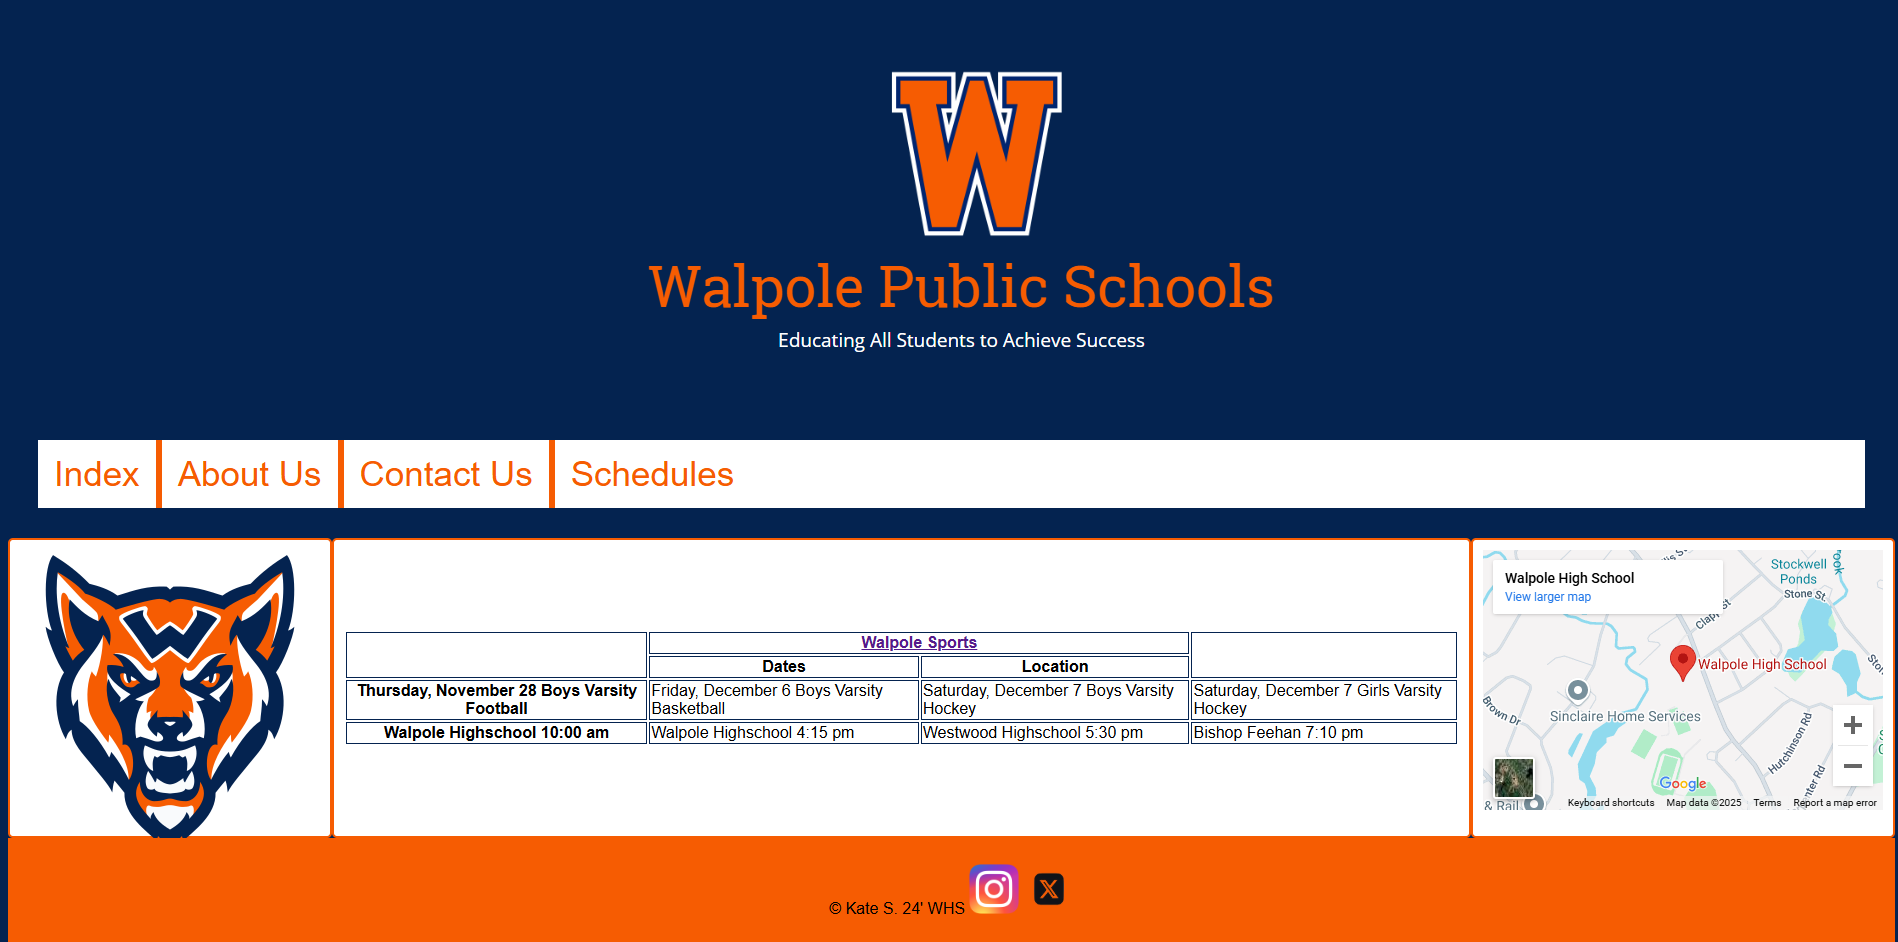 W
Walpole Public Schools
Educating All Students to Achieve Success
Index
About Us
Contact Us
Schedules
W
Walpole Sports
Dates
Location
Thursday, November 28 Boys Varsity
Football
Friday, December 6 Boys Varsity
Basketball
Saturday, December 7 Boys Varsity
Hockey
Saturday, December 7 Girls Varsity
Hockey
Walpole Highschool 10:00 am
Walpole Highschool 4:15 pm
Westwood Highschool 5:30 pm
Bishop Feehan 7:10 pm
Walpole High School
View larger map
Stockwell
Ponds
Stone St.
Clapp St
Walpole High School
Brown Dr
Sinclaire Home Services
Hutchinson Rd
& Rail
Google
Keyboard shortcuts
Map data ©2025
Terms
Report a map error
© Kate S. 24' WHS